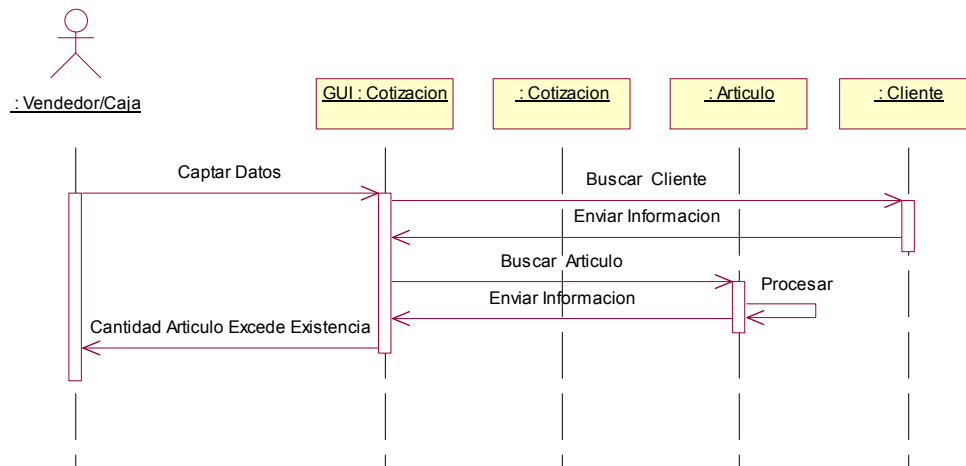 : Vendedor/Caja
GUI : Cotizacion
: Cotizacion
: Articulo
: Cliente
Captar Datos
Buscar Cliente
Enviar Informacion
Buscar Articulo
Procesar
Enviar Informacion
Cantidad Articulo Excede Existencia